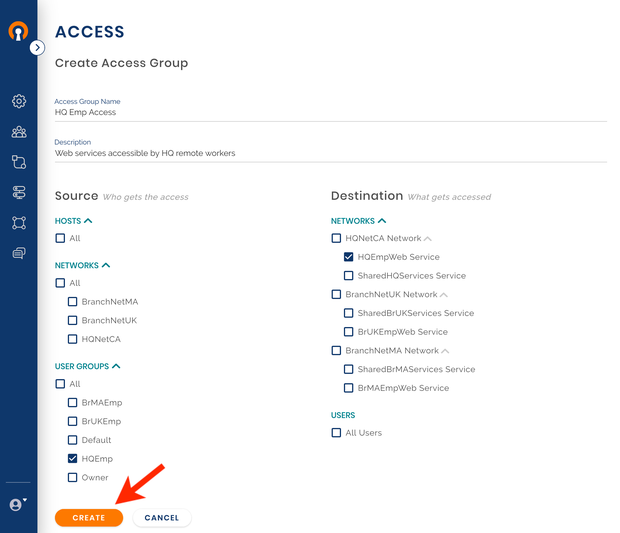 ACCESS
Create Access Group
Access Group Name
HQ Emp Access
Description
Web services accessible by HQ remote workers
Source Who gets the access
HOSTS
All
NETWORKS
All
BranchNetMA
BranchNetUK
HQNetCA
USER GROUPS
All
BrMAEmp
BrUKEmp
Default
HQEmp
Owner
Destination What gets accessed
NETWORKS
HQNetCA Network
HQEmpWeb Service
SharedHQServices Service
BranchNetUK Network
SharedBrUKServices Service
BrUKEmpWeb Service
BranchNetMA Network
SharedBrMAServices Service
BrMAEmpWeb Service
USERS
All Users
CREATE
CANCEL